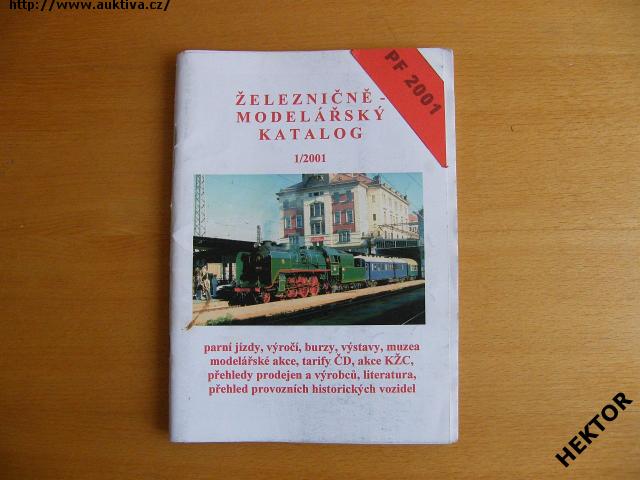 http://www.auktiva.cz/
PF 2001
ŽELEZNIČNĚ -
MODELÁŘSKÝ
KATALOG
1/2001
parní jízdy, výročí, burzy, výstavy, muzea
modelářské akce, tarify ČD, akce KŽC,
přehledy prodejen a výrobců, literatura,
přehled provozních historických vozidel
HEKTOR